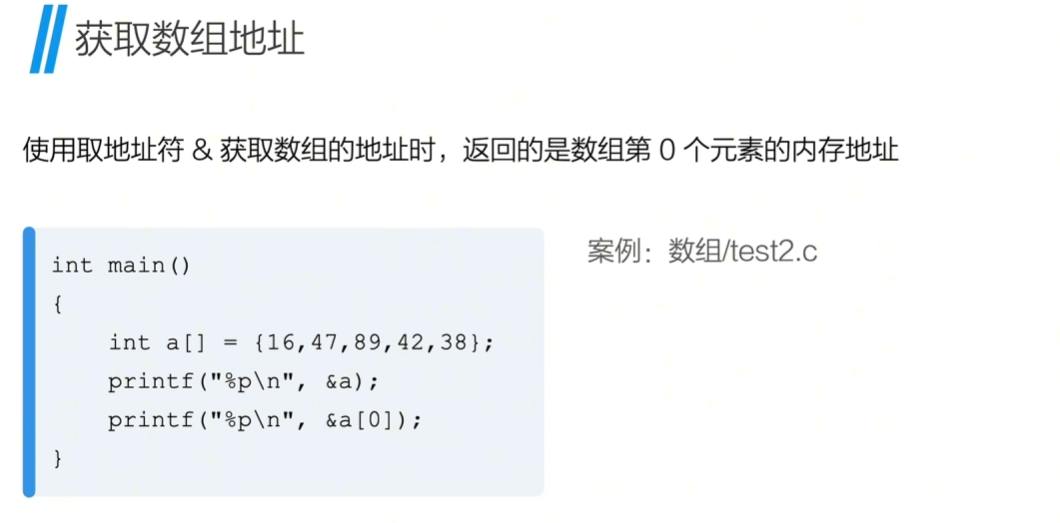 获取数组地址
使用取地址符 & 获取数组的地址时，返回的是数组第 0 个元素的内存地址
int main()
{
    int a[] = {16,47,89,42,38};
    printf("%p\n", &a);
    printf("%p\n", &a[0]);
}
案例：数组/test2.c